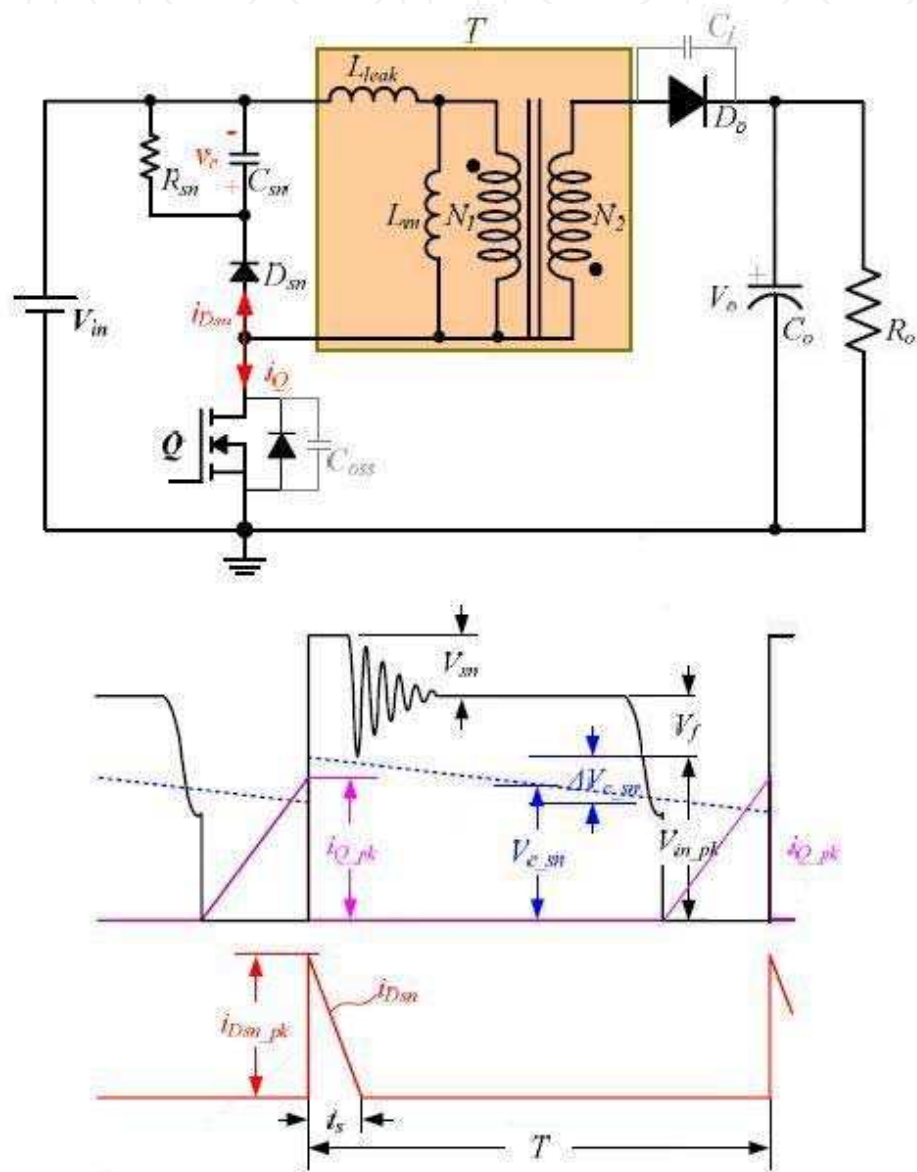 T
C_j
L_leak
D_o
R_sn
v_c
-
+
C_sn
L_m
N_1
N_2
D_sn
V_in
i_Dsn
+
V_o
C_o
R_o
i_Q
Q
C_oss
V_sn
V_f
ΔV_c_sn
i_Q_pk
V_c_sn
V_in_pk
i_Q_pk
i_Dsn
i_Dsn_pk
t_s
T